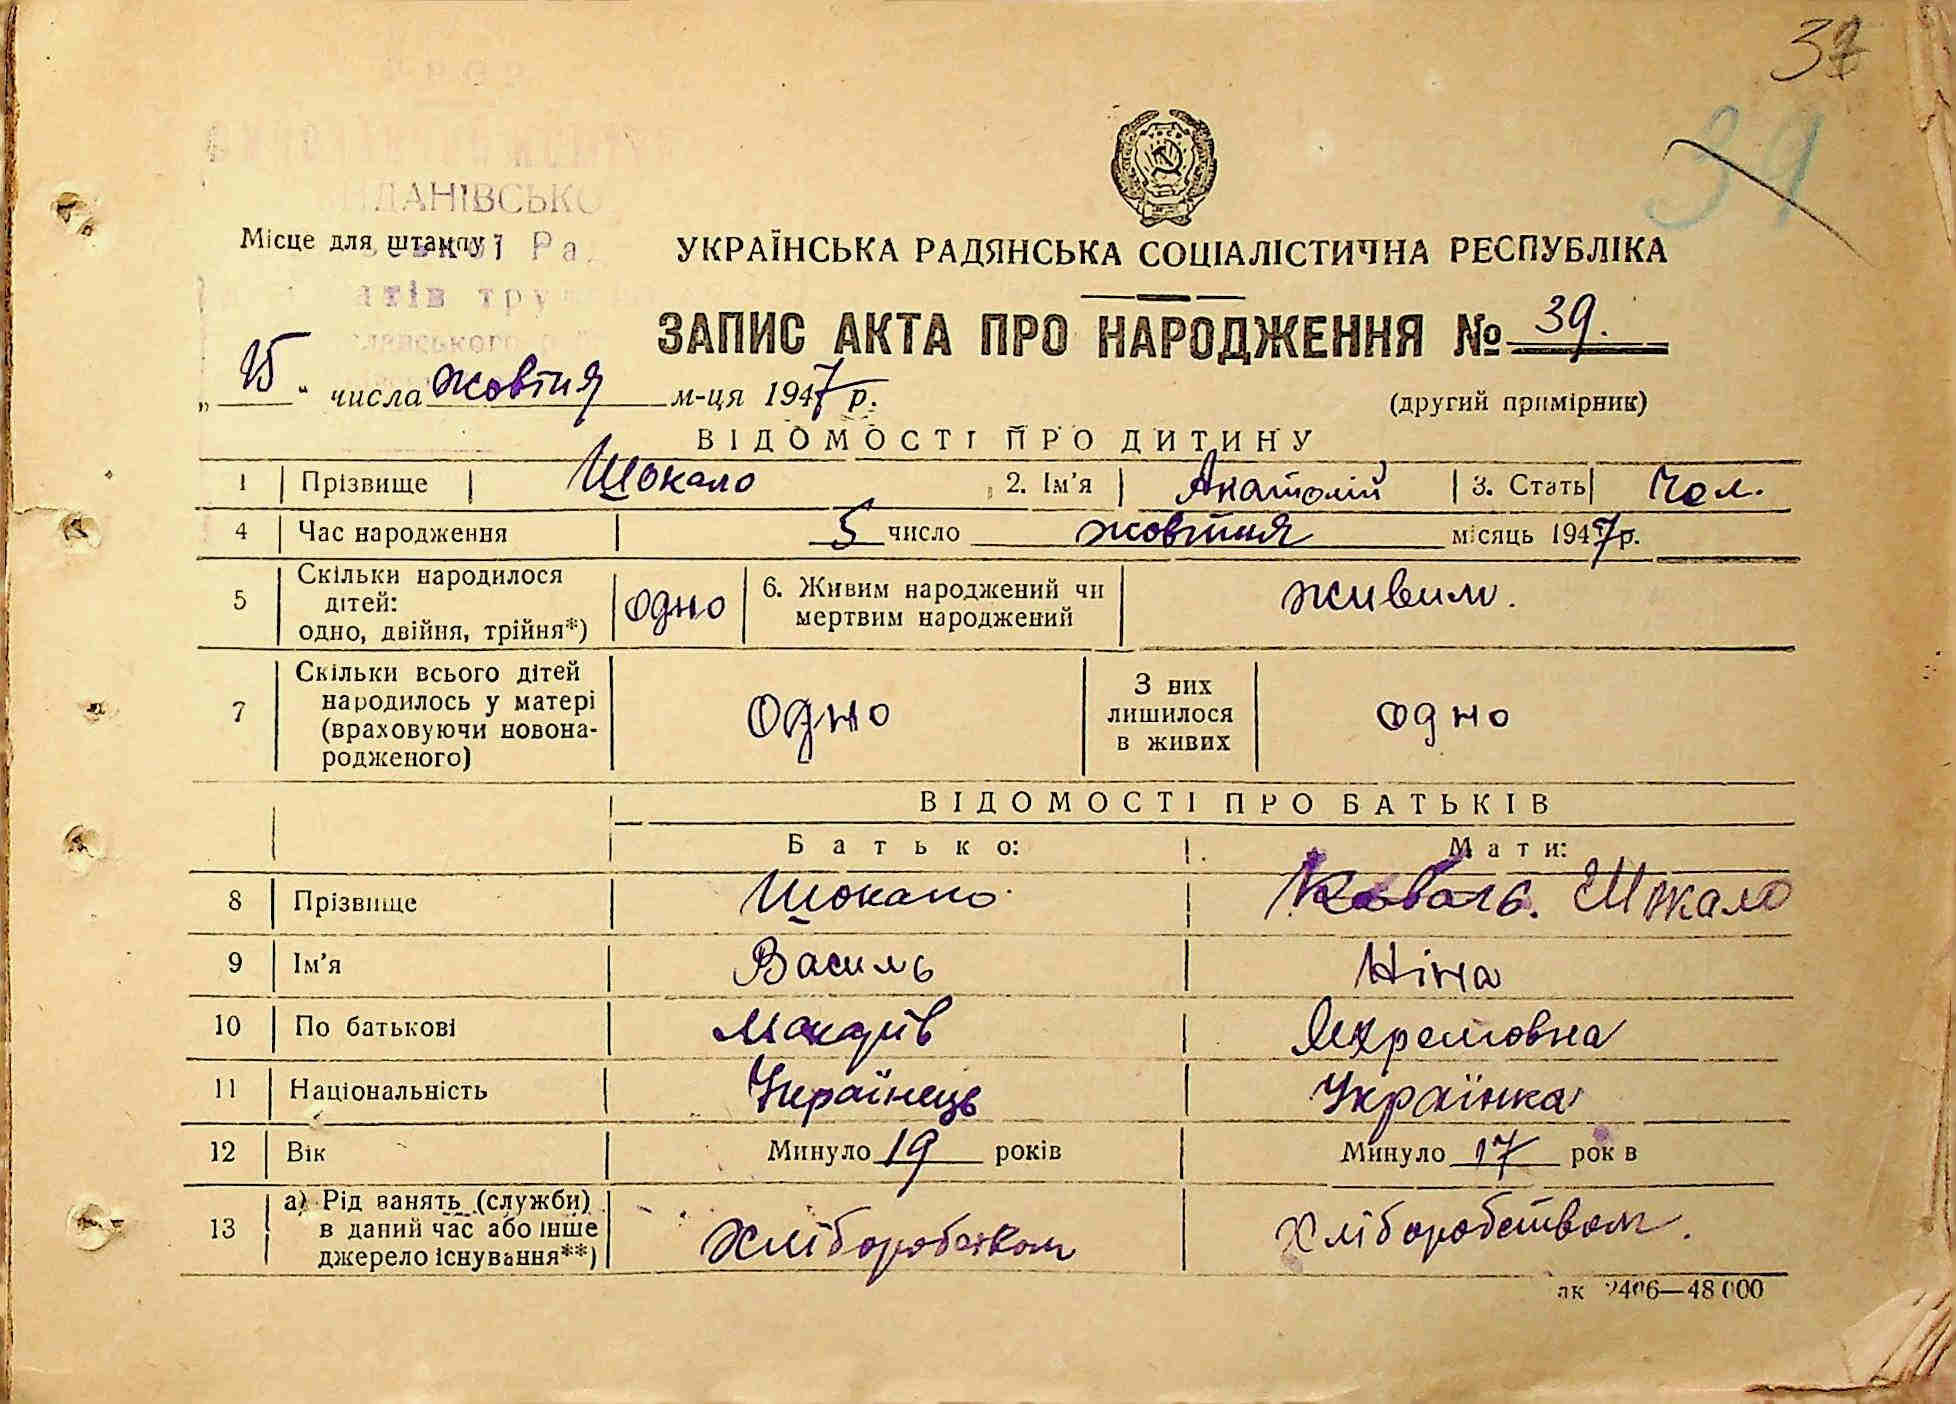 39
ДАНІВСЬКО
Місце для штампу
УКРАЇНСЬКА РАДЯНСЬКА СОЦІАЛІСТИЧНА РЕСПУБЛІКА
ЗАПИС АКТА ПРО НАРОДЖЕННЯ № 39.
„15“ числа жовтня м-ця 1947 р.
(другий примірник)
ВІДОМОСТІ ПРО ДИТИНУ
1 Прізвище Шокало 2. Ім'я Анатолій 3. Стать Чол.
4 Час народження 5 число жовтня місяць 1947 р.
5 Скільки народилося дітей: одно, двійня, трійня*) одно 6. Живим народжений чи мертвим народжений живим.
7 Скільки всього дітей народилось у матері (враховуючи новонародженого) одно З них лишилося в живих одно
ВІДОМОСТІ ПРО БАТЬКІВ
Батько: Мати:
8 Прізвище Шокало Коваль. Шокало
9 Ім'я Василь Ніна
10 По батькові Макарів Яхремовна
11 Національність Українець Українка
12 Вік Минуло 19 років Минуло 17 рок в
13 а) Рід занять (служби) в даний час або інше джерело існування**) Хліборобством Хліборобством.
2406—48 000